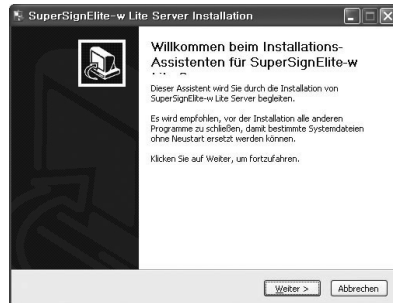 SuperSignElite-w Lite Server Installation
Willkommen beim Installations-
Assistenten für SuperSignElite-w
Dieser Assistent wird Sie durch die Installation von
SuperSignElite-w Lite Server begleiten.
Es wird empfohlen, vor der Installation alle anderen
Programme zu schließen, damit bestimmte Systemdateien
ohne Neustart ersetzt werden können.
Klicken Sie auf Weiter, um fortzufahren.
Weiter >
Abbrechen